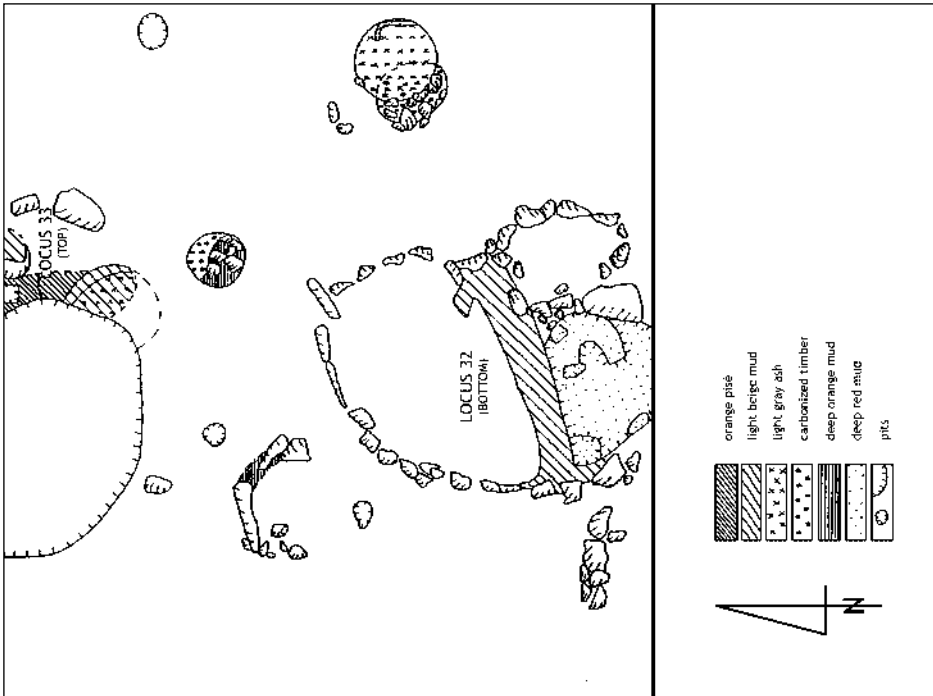 LOCUS 33
(TOP)
LOCUS 32
(BOTTOM)
orange pisé
light beige mud
light gray ash
carbonized timber
deep orange mud
deep red mud
pits
N